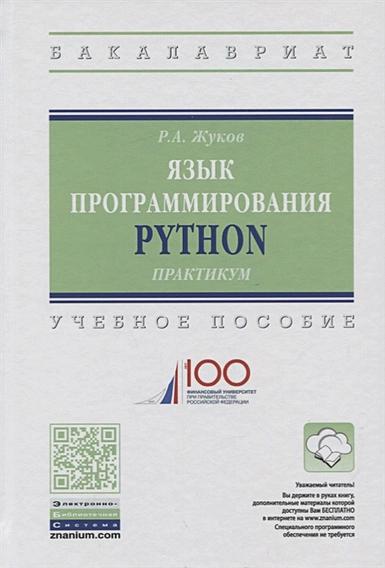 БАКАЛАВРИАТ
Р.А. Жуков
ЯЗЫК
ПРОГРАММИРОВАНИЯ
PYTHON
ПРАКТИКУМ
УЧЕБНОЕ ПОСОБИЕ
100
ФИНАНСОВЫЙ УНИВЕРСИТЕТ
ПРИ ПРАВИТЕЛЬСТВЕ
РОССИЙСКОЙ ФЕДЕРАЦИИ
Электронно-
Библиотечная
Система
znanium.com
Уважаемый читатель!
Вы держите в руках книгу,
дополнительные материалы которой
доступны Вам БЕСПЛАТНО
в интернете на www.znanium.com
Специального программного
обеспечения не требуется